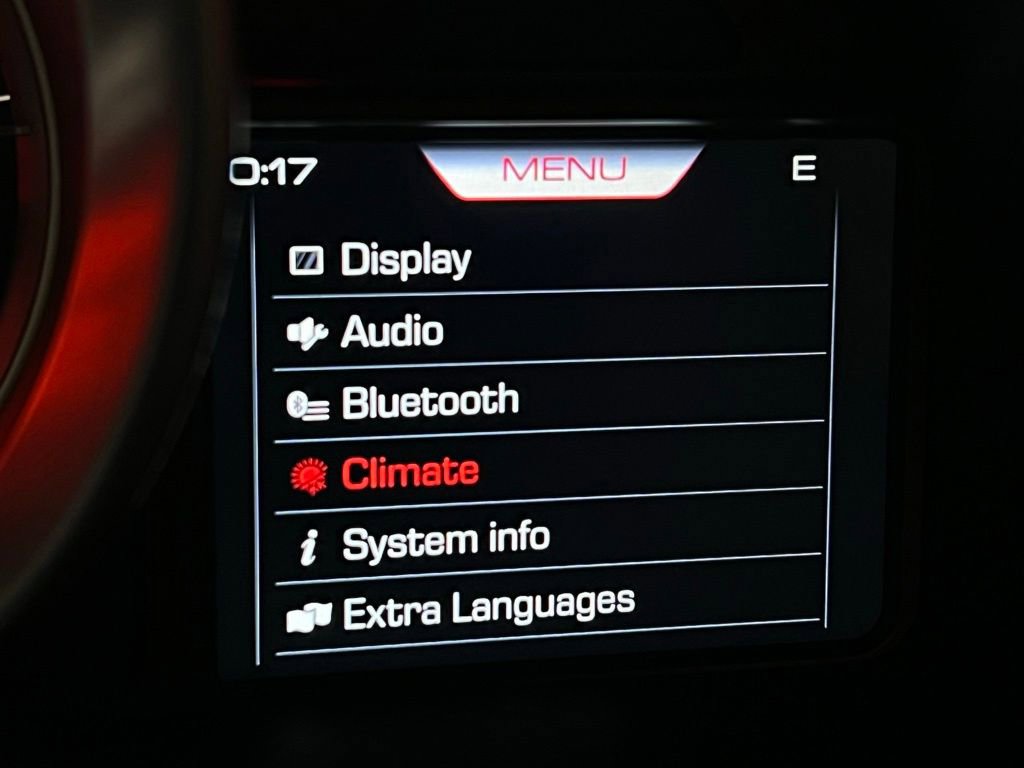 0:17 MENU E
Display
Audio
Bluetooth
Climate
System info
Extra Languages